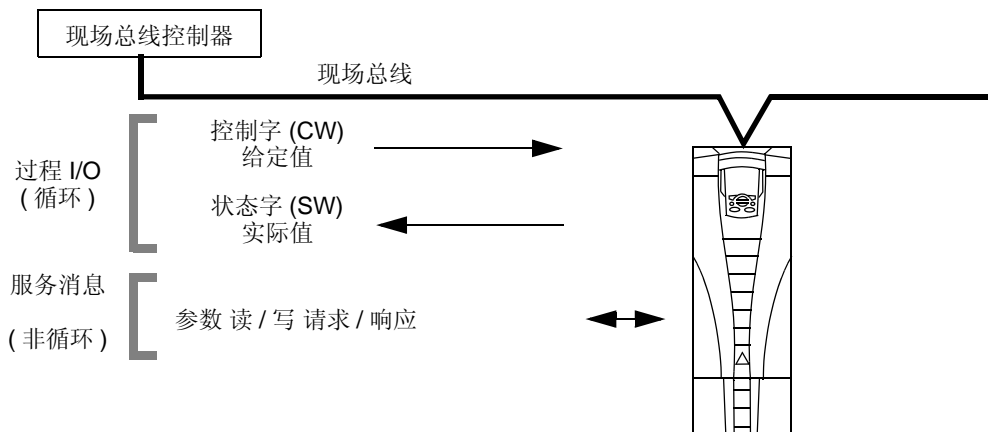 现场总线控制器
现场总线
过程 I/O
( 循环 )
控制字 (CW)
给定值
状态字 (SW)
实际值
服务消息
( 非循环 )
参数 读 / 写 请求 / 响应